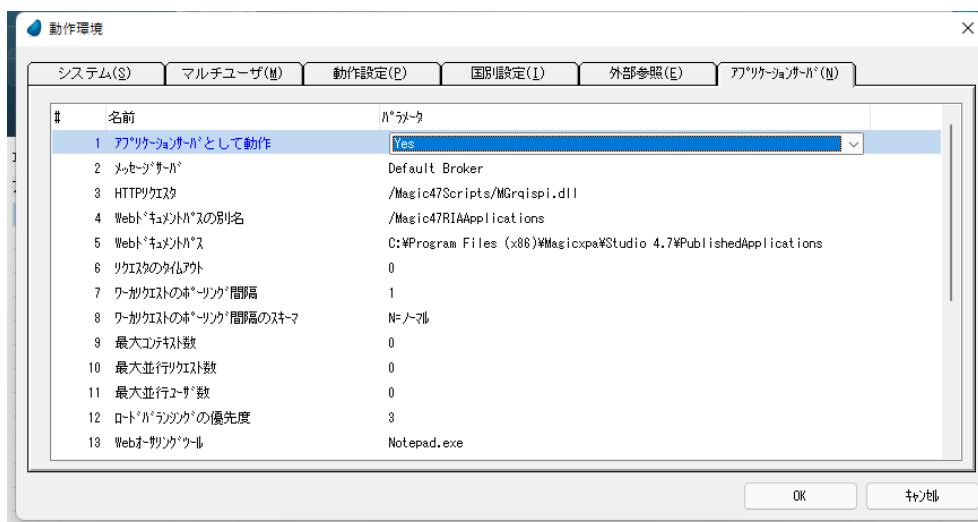 動作環境
システム(S) マルチユーザ(M) 動作設定(P) 国別設定(I) 外部参照(E) ｱﾌﾟﾘｹｰｼｮﾝｻｰﾊﾞ(N)
# 名前 ﾊﾟﾗﾒｰﾀ
1 ｱﾌﾟﾘｹｰｼｮﾝｻｰﾊﾞとして動作 Yes
2 ﾒｯｾｰｼﾞｻｰﾊﾞ Default Broker
3 HTTPﾘｸｴｽﾀ /Magic47Scripts/MGrqispi.dll
4 Webﾄﾞｷｭﾒﾝﾄﾊﾟｽの別名 /Magic47RIAApplications
5 Webﾄﾞｷｭﾒﾝﾄﾊﾟｽ C:¥Program Files (x86)¥Magicxpa¥Studio 4.7¥PublishedApplications
6 ﾘｸｴｽﾀのﾀｲﾑｱｳﾄ 0
7 ﾜｰｶﾘｸｴｽﾄのﾎﾟｰﾘﾝｸﾞ間隔 1
8 ﾜｰｶﾘｸｴｽﾄのﾎﾟｰﾘﾝｸﾞ間隔のｽｷｰﾏ N=ﾉｰﾏﾙ
9 最大ｺﾝﾃｷｽﾄ数 0
10 最大並行ﾘｸｴｽﾄ数 0
11 最大並行ﾕｰｻﾞ数 0
12 ﾛｰﾄﾞﾊﾞﾗﾝｼﾝｸﾞの優先度 3
13 Webｵｰｻﾘﾝｸﾞﾂｰﾙ Notepad.exe
OK ｷｬﾝｾﾙ